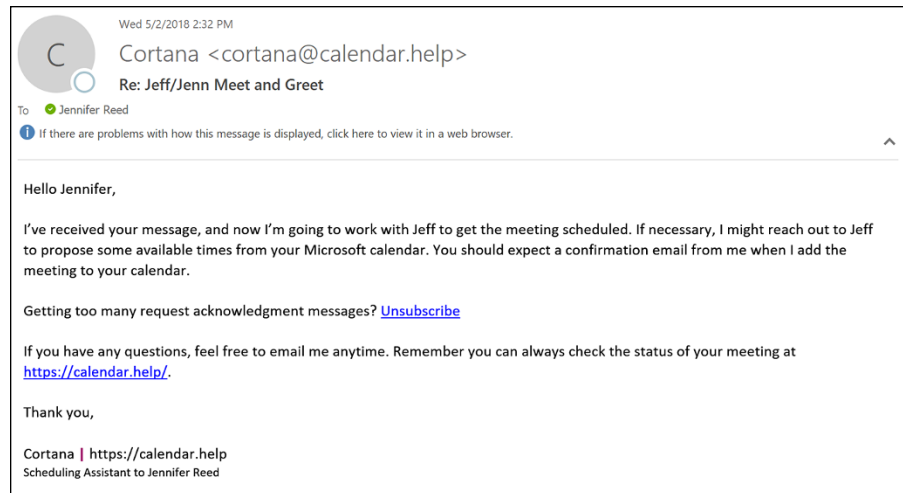 Wed 5/2/2018 2:32 PM
C
Cortana <cortana@calendar.help>
Re: Jeff/Jenn Meet and Greet
To Jennifer Reed
If there are problems with how this message is displayed, click here to view it in a web browser.
Hello Jennifer,
I've received your message, and now I'm going to work with Jeff to get the meeting scheduled. If necessary, I might reach out to Jeff
to propose some available times from your Microsoft calendar. You should expect a confirmation email from me when I add the
meeting to your calendar.
Getting too many request acknowledgment messages? Unsubscribe
If you have any questions, feel free to email me anytime. Remember you can always check the status of your meeting at
https://calendar.help/.
Thank you,
Cortana | https://calendar.help
Scheduling Assistant to Jennifer Reed